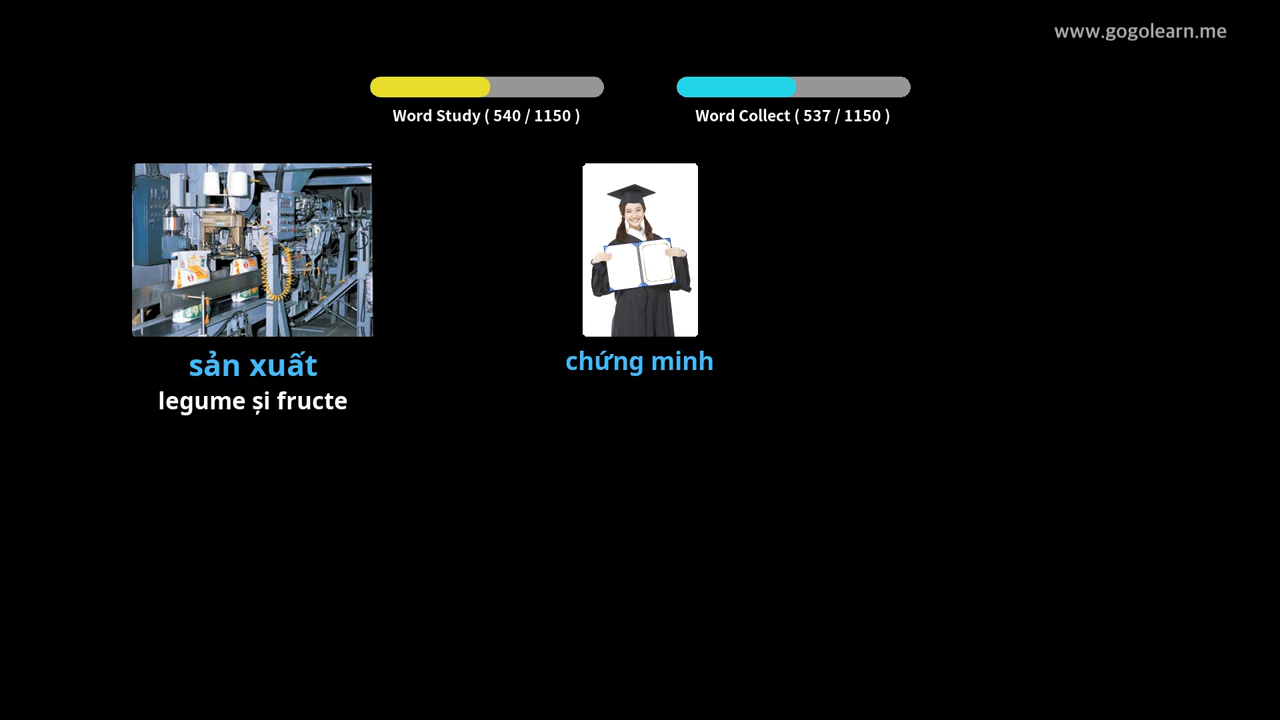 www.gogolearn.me
Word Study ( 540 / 1150 )
Word Collect ( 537 / 1150 )
sản xuất
legume și fructe
chứng minh